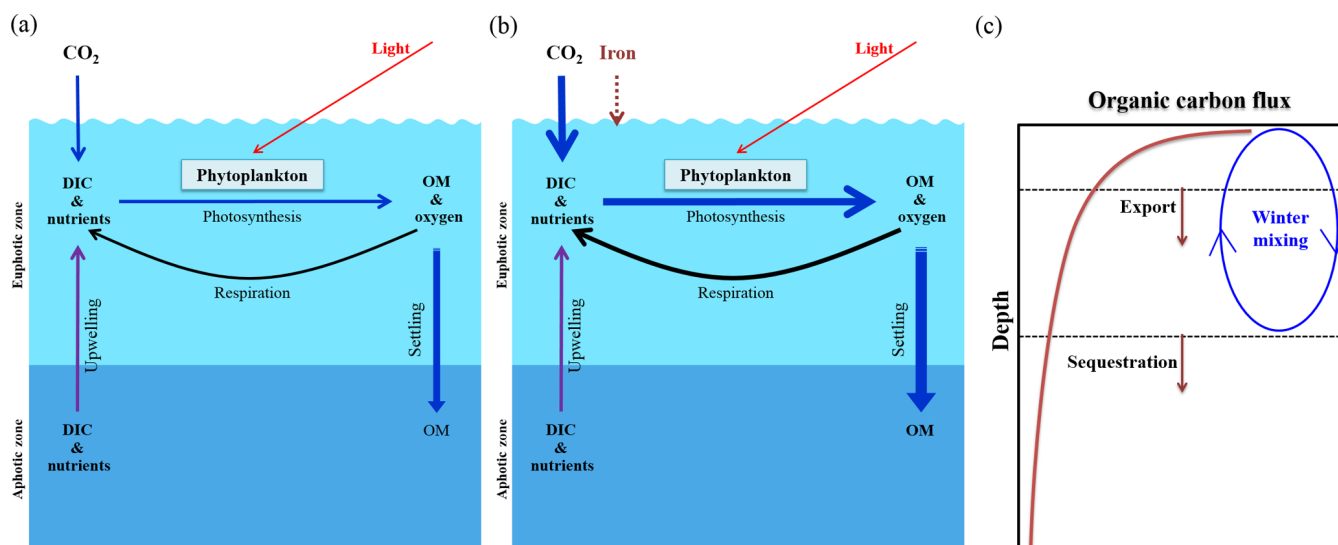 (a)
CO2
Light
DIC
&
nutrients
Phytoplankton
Photosynthesis
OM
&
oxygen
Respiration
Upwelling
Settling
DIC
&
nutrients
OM
Euphotic zone
Aphotic zone
(b)
CO2
Iron
Light
DIC
&
nutrients
Phytoplankton
Photosynthesis
OM
&
oxygen
Respiration
Upwelling
Settling
DIC
&
nutrients
OM
Euphotic zone
Aphotic zone
(c)
Organic carbon flux
Export
Winter
mixing
Depth
Sequestration